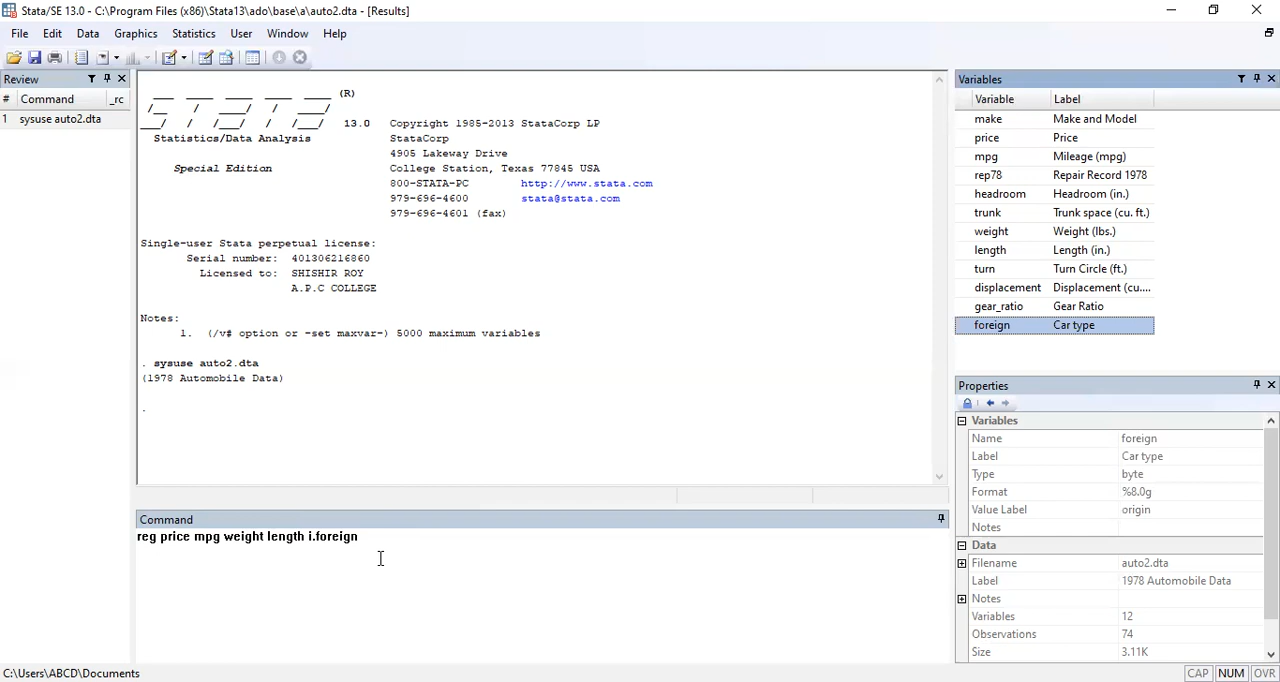 Stata/SE 13.0 - C:\Program Files (x86)\Stata13\ado\base\a\auto2.dta - [Results]
File Edit Data Graphics Statistics User Window Help
Review
# Command _rc
1 sysuse auto2.dta
(R)
STATA 13.0 Copyright 1985-2013 StataCorp LP
Statistics/Data Analysis StataCorp
4905 Lakeway Drive
Special Edition College Station, Texas 77845 USA
800-STATA-PC http://www.stata.com
979-696-4600 stata@stata.com
979-696-4601 (fax)
Single-user Stata perpetual license:
Serial number: 401306216860
Licensed to: SHISHIR ROY
A.P.C COLLEGE
Notes:
1. (/v# option or -set maxvar-) 5000 maximum variables
. sysuse auto2.dta
(1978 Automobile Data)
.
Command
reg price mpg weight length i.foreign
Variables
Variable Label
make Make and Model
price Price
mpg Mileage (mpg)
rep78 Repair Record 1978
headroom Headroom (in.)
trunk Trunk space (cu. ft.)
weight Weight (lbs.)
length Length (in.)
turn Turn Circle (ft.)
displacement Displacement (cu....
gear_ratio Gear Ratio
foreign Car type
Properties
Variables
Name foreign
Label Car type
Type byte
Format %8.0g
Value Label origin
Notes
Data
Filename auto2.dta
Label 1978 Automobile Data
Notes
Variables 12
Observations 74
Size 3.11K
C:\Users\ABCD\Documents
CAP NUM OVR